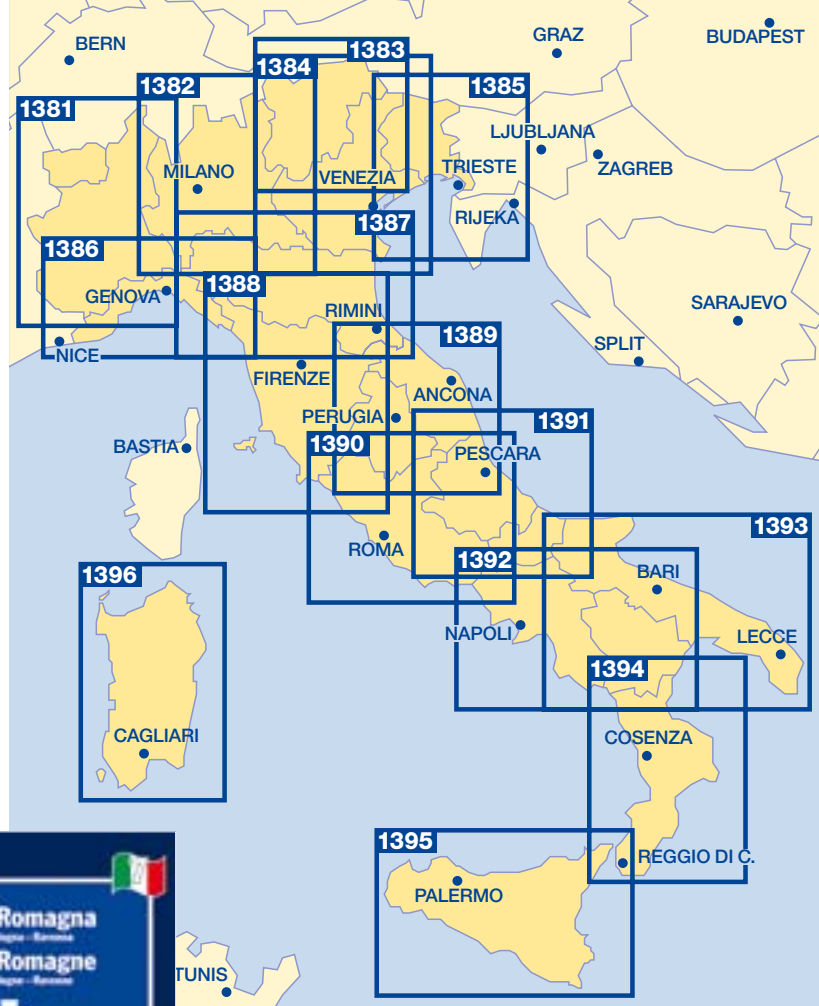 BERN
GRAZ
BUDAPEST
1383
1384
1382
1385
1381
LJUBLJANA
MILANO
TRIESTE
ZAGREB
VENEZIA
RIJEKA
1387
1386
1388
GENOVA
SARAJEVO
RIMINI
1389
SPLIT
NICE
FIRENZE
ANCONA
PERUGIA
1391
1390
BASTIA
PESCARA
1393
ROMA
1392
1396
BARI
NAPOLI
LECCE
1394
CAGLIARI
COSENZA
1395
REGGIO DI C.
PALERMO
Romagna
Romagne
TUNIS